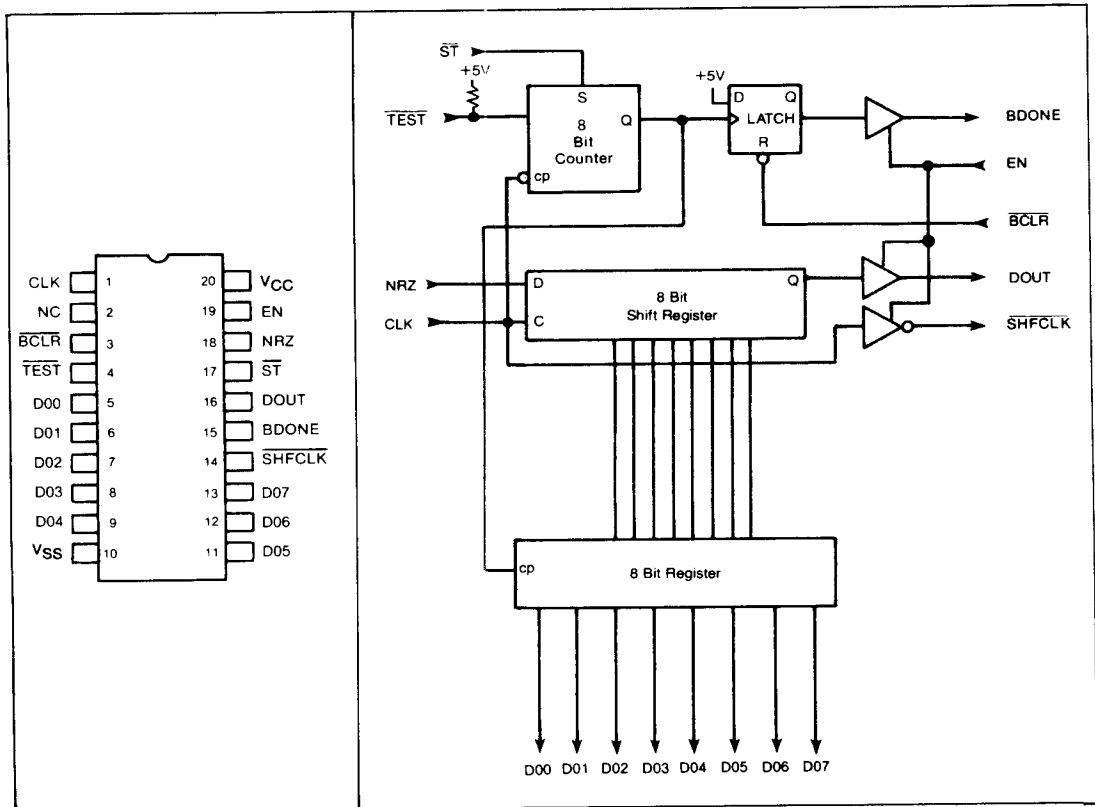 CLK 1 20 VCC
NC 2 19 EN
BCLR 3 18 NRZ
TEST 4 17 ST
D00 5 16 DOUT
D01 6 15 BDONE
D02 7 14 SHFCLK
D03 8 13 D07
D04 9 12 D06
VSS 10 11 D05
ST
+5V
TEST
S
8
Bit
Counter
Q
cp
+5V
D Q
LATCH
R
BDONE
EN
BCLR
NRZ
D
8 Bit
Shift Register
Q
DOUT
CLK
C
SHFCLK
cp
8 Bit Register
D00 D01 D02 D03 D04 D05 D06 D07